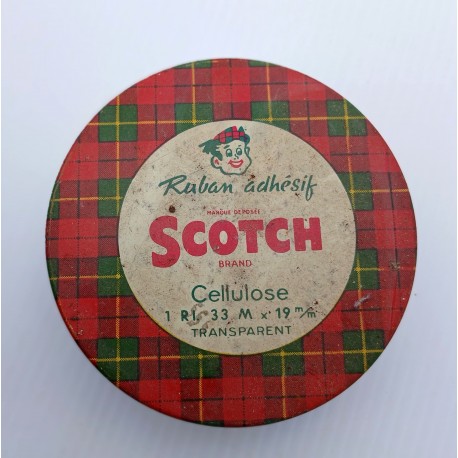 Ruban adhésif
MARQUE DÉPOSÉE
SCOTCH
BRAND
Cellulose
1 Rl. 33 M x 19 m/m
TRANSPARENT